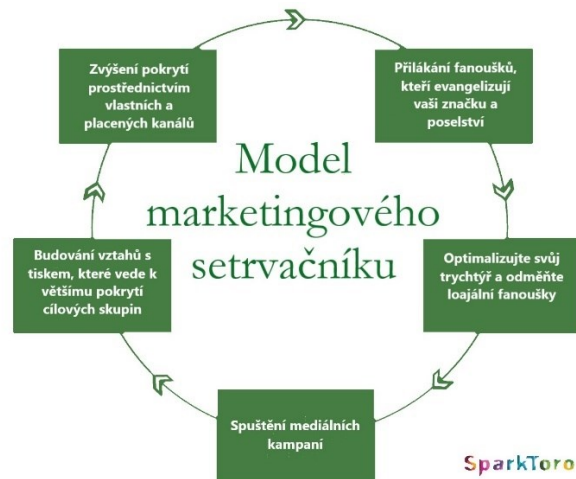 Zvýšení pokrytí
prostřednictvím
vlastních a
placených kanálů
Přilákání fanoušků,
kteří evangelizují
vaši značku a
poselství
Model
marketingového
setrvačníku
Budování vztahů s
tiskem, které vede k
většímu pokrytí
cílových skupin
Optimalizujte svůj
trychtýř a odměňte
loajální fanoušky
Spuštění mediálních
kampaní
SparkToro